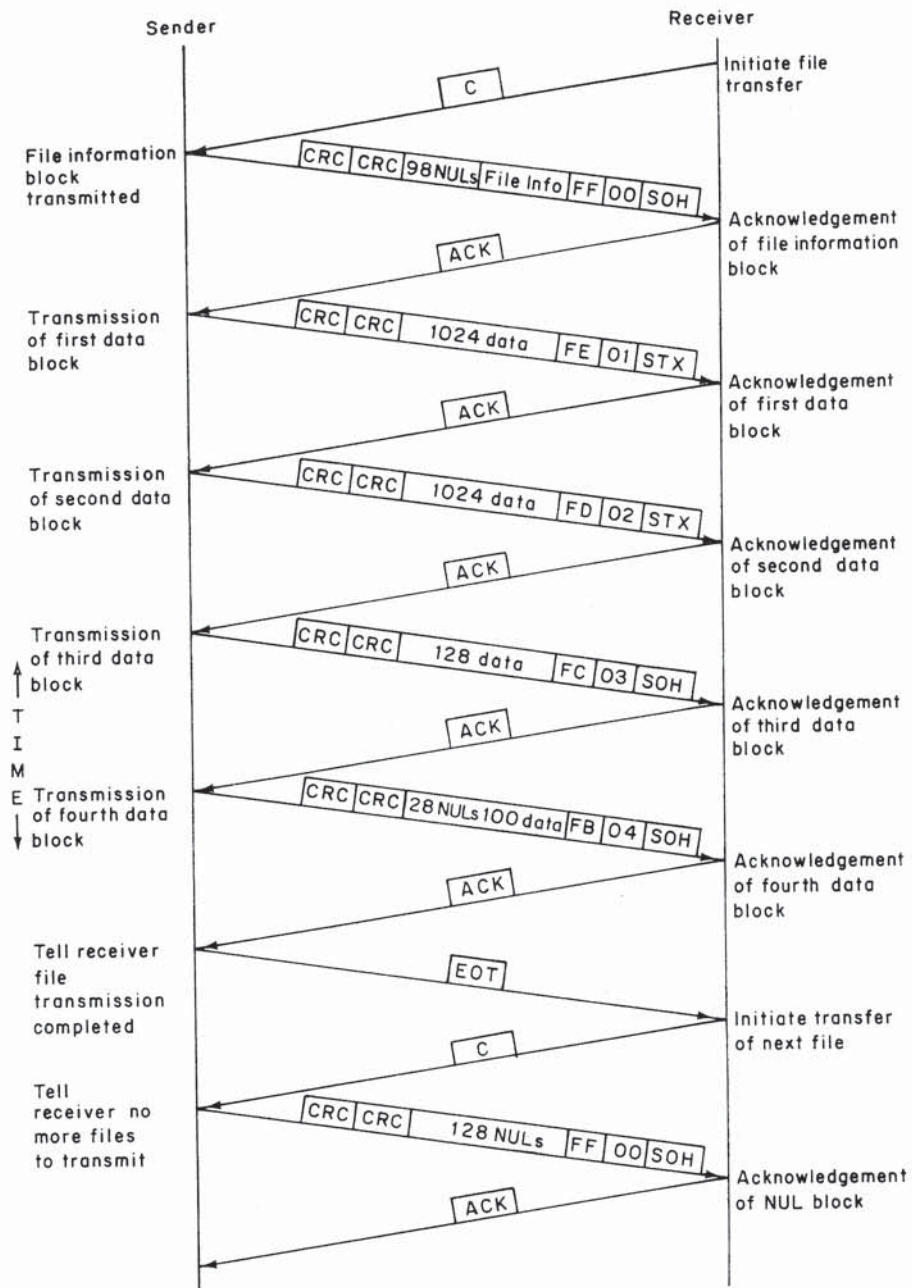 Sender
Receiver
Initiate file
transfer
C
File information
block
transmitted
CRC CRC 98NULs File Info FF 00 SOH
Acknowledgement
of file information
block
ACK
Transmission
of first data
block
CRC CRC 1024 data FE 01 STX
Acknowledgement
of first data
block
ACK
Transmission
of second data
block
CRC CRC 1024 data FD 02 STX
Acknowledgement
of second data
block
ACK
Transmission
of third data
block
CRC CRC 128 data FC 03 SOH
Acknowledgement
of third data
block
ACK
TIME
Transmission
of fourth data
block
CRC CRC 28 NULs 100 data FB 04 SOH
Acknowledgement
of fourth data
block
ACK
Tell receiver
file
transmission
completed
EOT
Initiate transfer
of next file
C
Tell
receiver no
more files
to transmit
CRC CRC 128 NULs FF 00 SOH
Acknowledgement
of NUL block
ACK